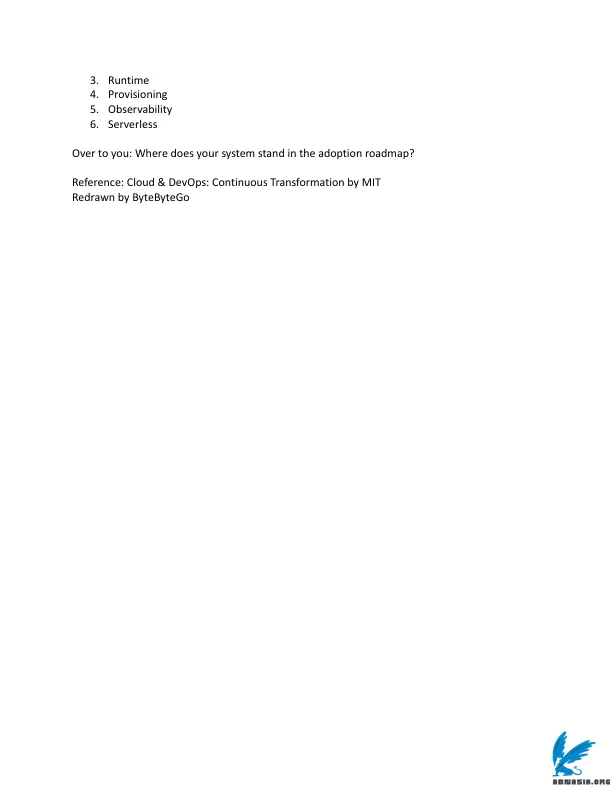 3. Runtime
4. Provisioning
5. Observability
6. Serverless
Over to you: Where does your system stand in the adoption roadmap?
Reference: Cloud & DevOps: Continuous Transformation by MIT
Redrawn by ByteByteGo
ABNASIA.ORG